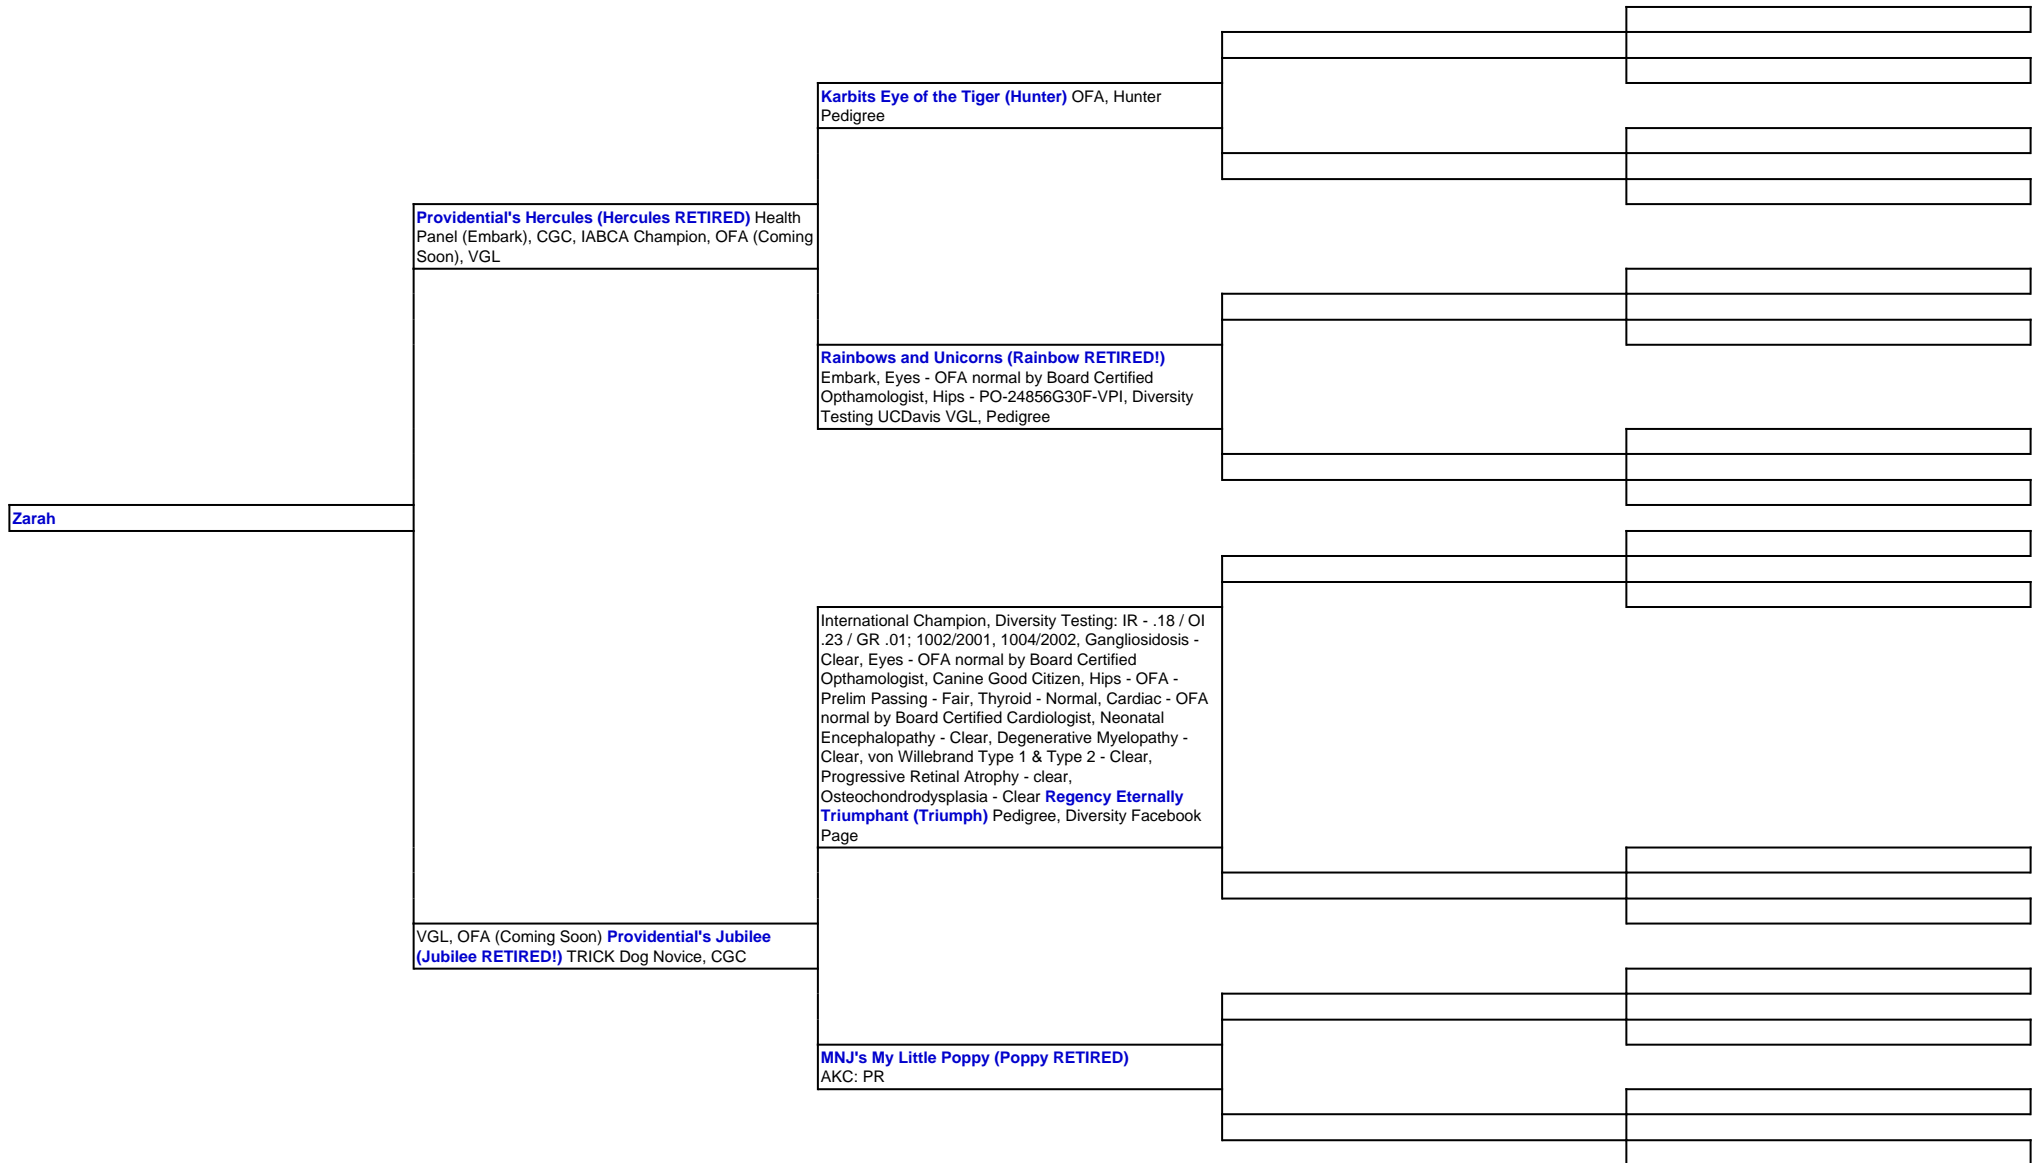 Karbits Eye of the Tiger (Hunter) OFA, Hunter
Pedigree
Providential's Hercules (Hercules RETIRED) Health
Panel (Embark), CGC, IABCA Champion, OFA (Coming
Soon), VGL
Rainbows and Unicorns (Rainbow RETIRED!)
Embark, Eyes - OFA normal by Board Certified
Opthamologist, Hips - PO-24856G30F-VPI, Diversity
Testing UCDavis VGL, Pedigree
Zarah
International Champion, Diversity Testing: IR - .18 / OI
.23 / GR .01; 1002/2001, 1004/2002, Gangliosidosis -
Clear, Eyes - OFA normal by Board Certified
Opthamologist, Canine Good Citizen, Hips - OFA -
Prelim Passing - Fair, Thyroid - Normal, Cardiac - OFA
normal by Board Certified Cardiologist, Neonatal
Encephalopathy - Clear, Degenerative Myelopathy -
Clear, von Willebrand Type 1 & Type 2 - Clear,
Progressive Retinal Atrophy - clear,
Osteochondrodysplasia - Clear Regency Eternally
Triumphant (Triumph) Pedigree, Diversity Facebook
Page
VGL, OFA (Coming Soon) Providential's Jubilee
(Jubilee RETIRED!) TRICK Dog Novice, CGC
MNJ's My Little Poppy (Poppy RETIRED)
AKC: PR